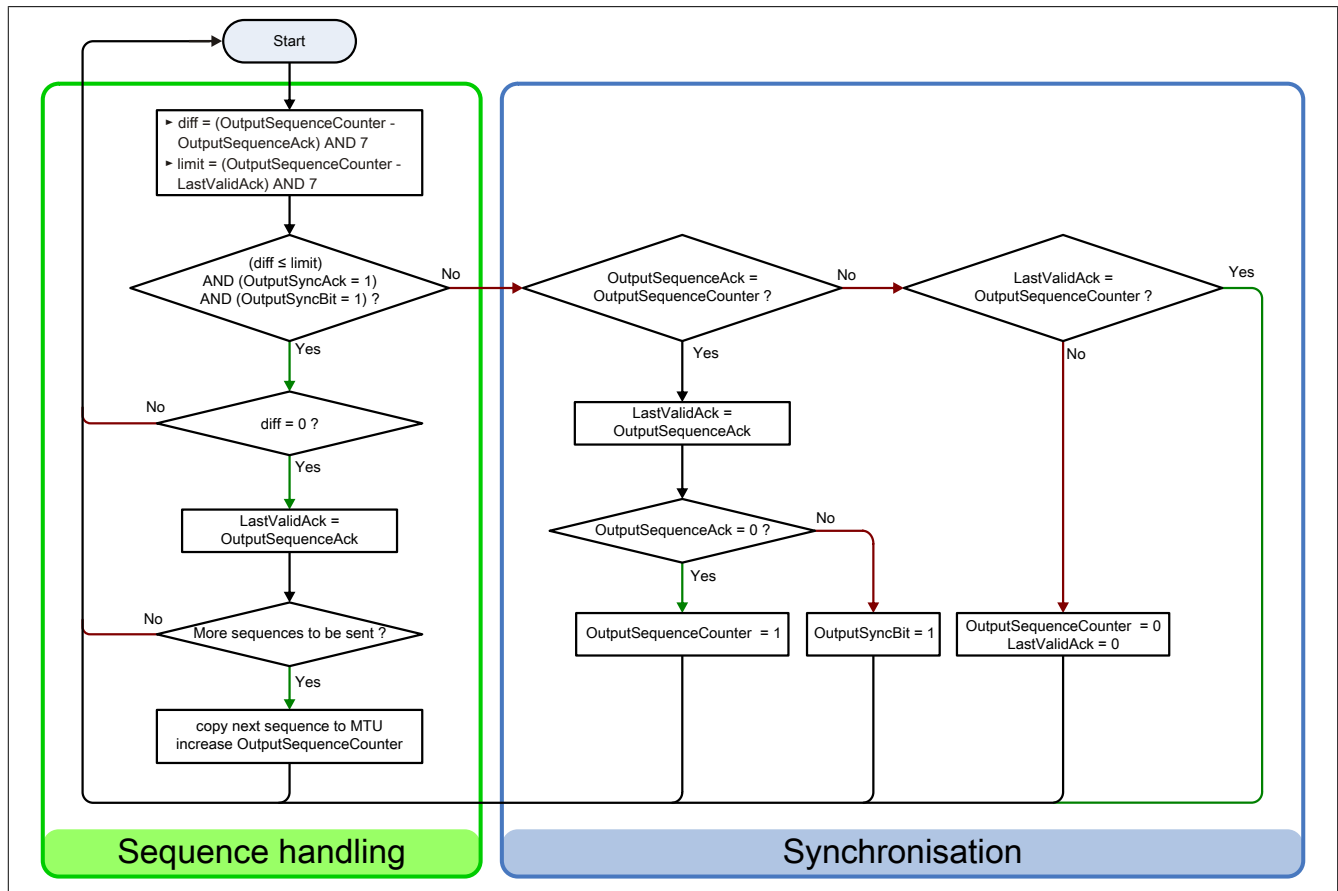 Start
► diff = (OutputSequenceCounter -
OutputSequenceAck) AND 7
► limit = (OutputSequenceCounter -
LastValidAck) AND 7
(diff ≤ limit)
AND (OutputSyncAck = 1)
AND (OutputSyncBit = 1) ?
No
Yes
diff = 0 ?
No
Yes
LastValidAck =
OutputSequenceAck
More sequences to be sent ?
No
Yes
copy next sequence to MTU
increase OutputSequenceCounter
Sequence handling
OutputSequenceAck =
OutputSequenceCounter ?
No
Yes
LastValidAck =
OutputSequenceAck
OutputSequenceAck = 0 ?
No
Yes
OutputSequenceCounter = 1
OutputSyncBit = 1
LastValidAck =
OutputSequenceCounter ?
Yes
No
OutputSequenceCounter = 0
LastValidAck = 0
Synchronisation